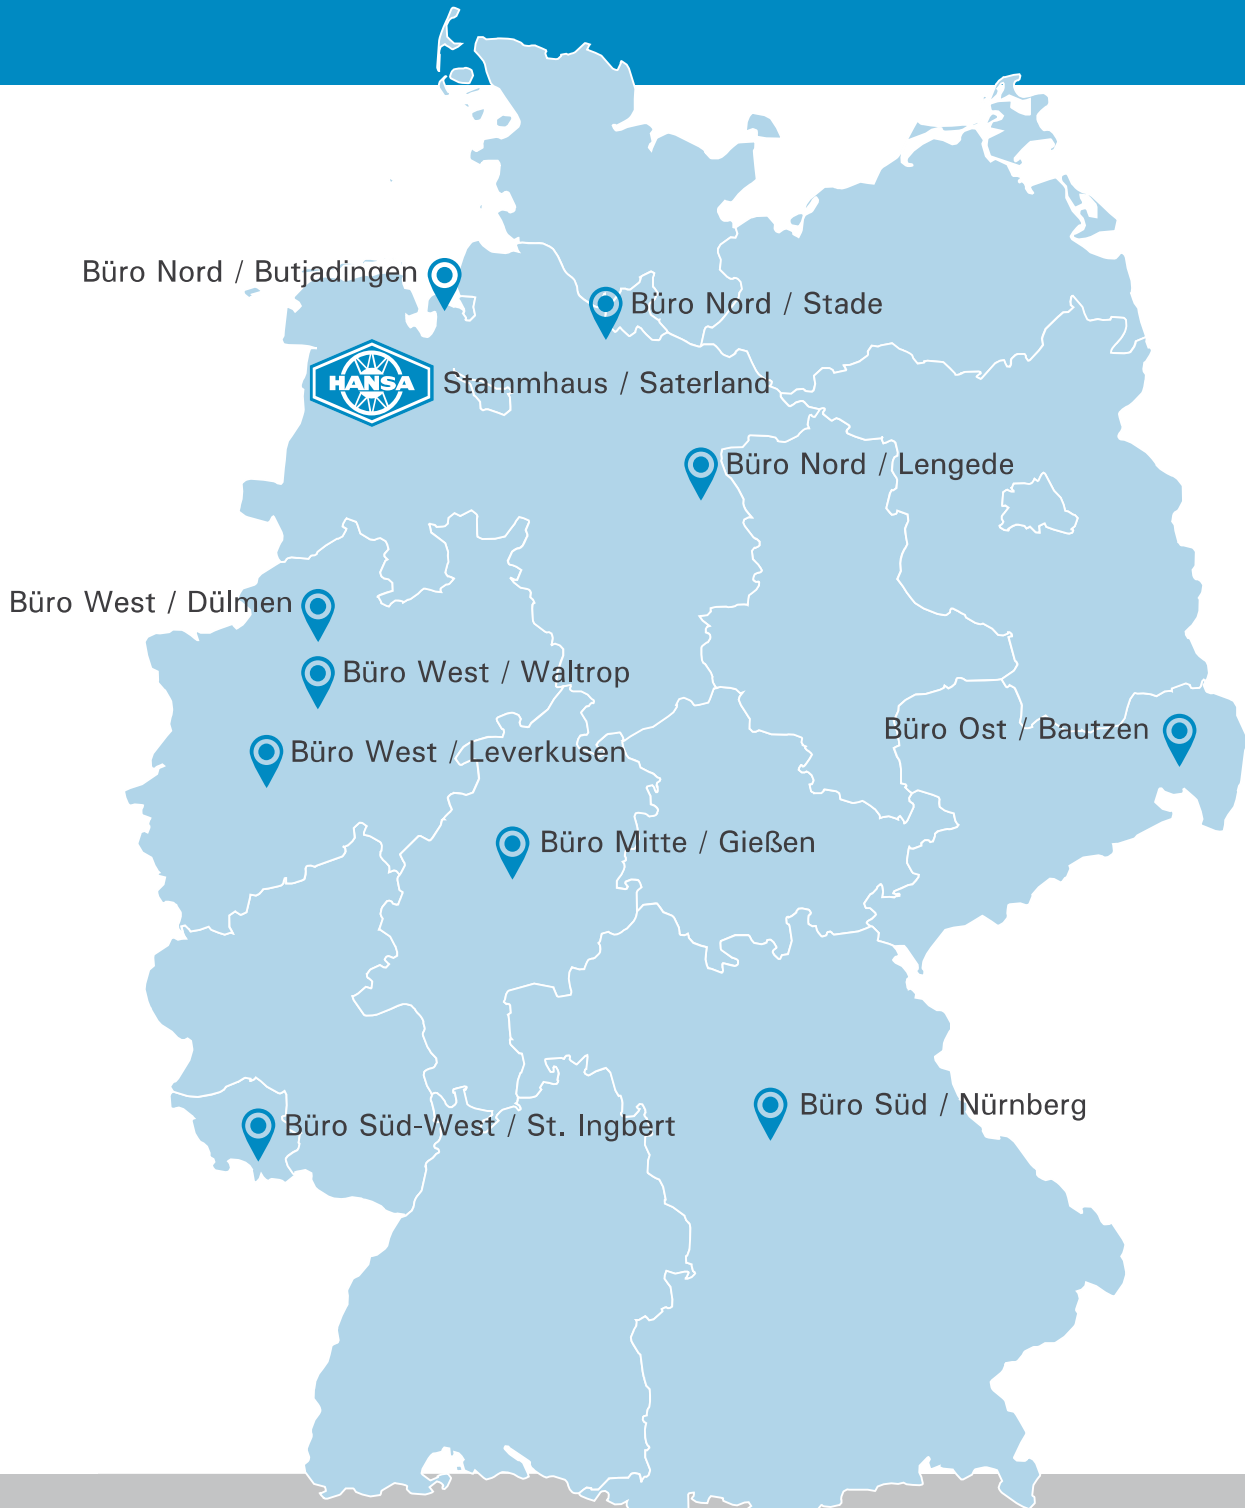 Büro Nord / Butjadingen
Büro Nord / Stade
HANSA
Stammhaus / Saterland
Büro Nord / Lengede
Büro West / Dülmen
Büro West / Waltrop
Büro Ost / Bautzen
Büro West / Leverkusen
Büro Mitte / Gießen
Büro Süd / Nürnberg
Büro Süd-West / St. Ingbert